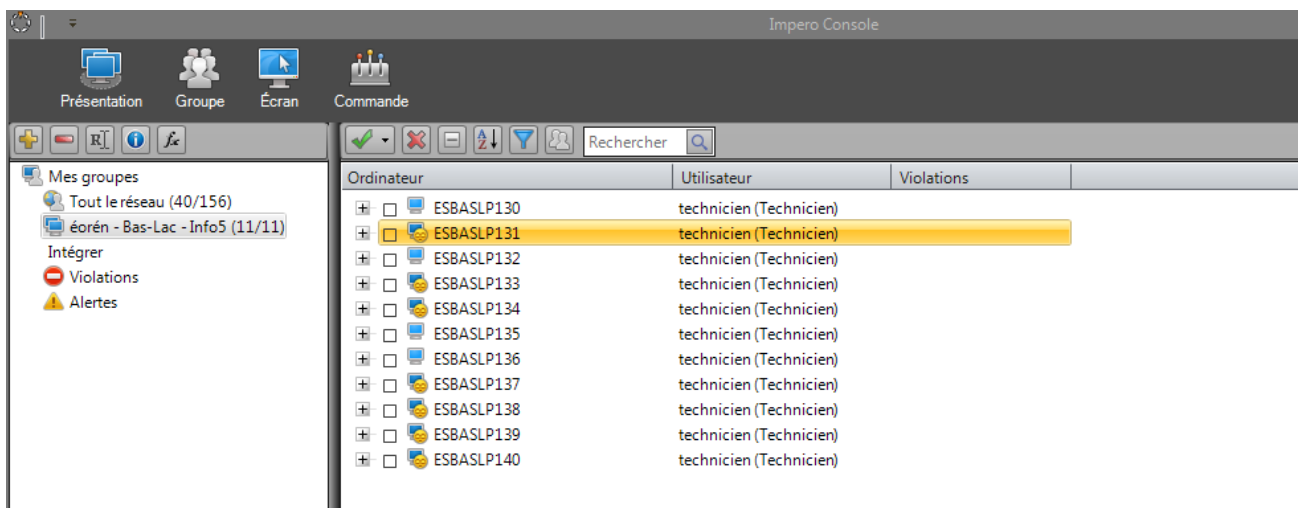 Impero Console
Présentation Groupe Écran Commande
Rechercher
Mes groupes
Tout le réseau (40/156)
éorén - Bas-Lac - Info5 (11/11)
Intégrer
Violations
Alertes
Ordinateur Utilisateur Violations
ESBASLP130 technicien (Technicien)
ESBASLP131 technicien (Technicien)
ESBASLP132 technicien (Technicien)
ESBASLP133 technicien (Technicien)
ESBASLP134 technicien (Technicien)
ESBASLP135 technicien (Technicien)
ESBASLP136 technicien (Technicien)
ESBASLP137 technicien (Technicien)
ESBASLP138 technicien (Technicien)
ESBASLP139 technicien (Technicien)
ESBASLP140 technicien (Technicien)